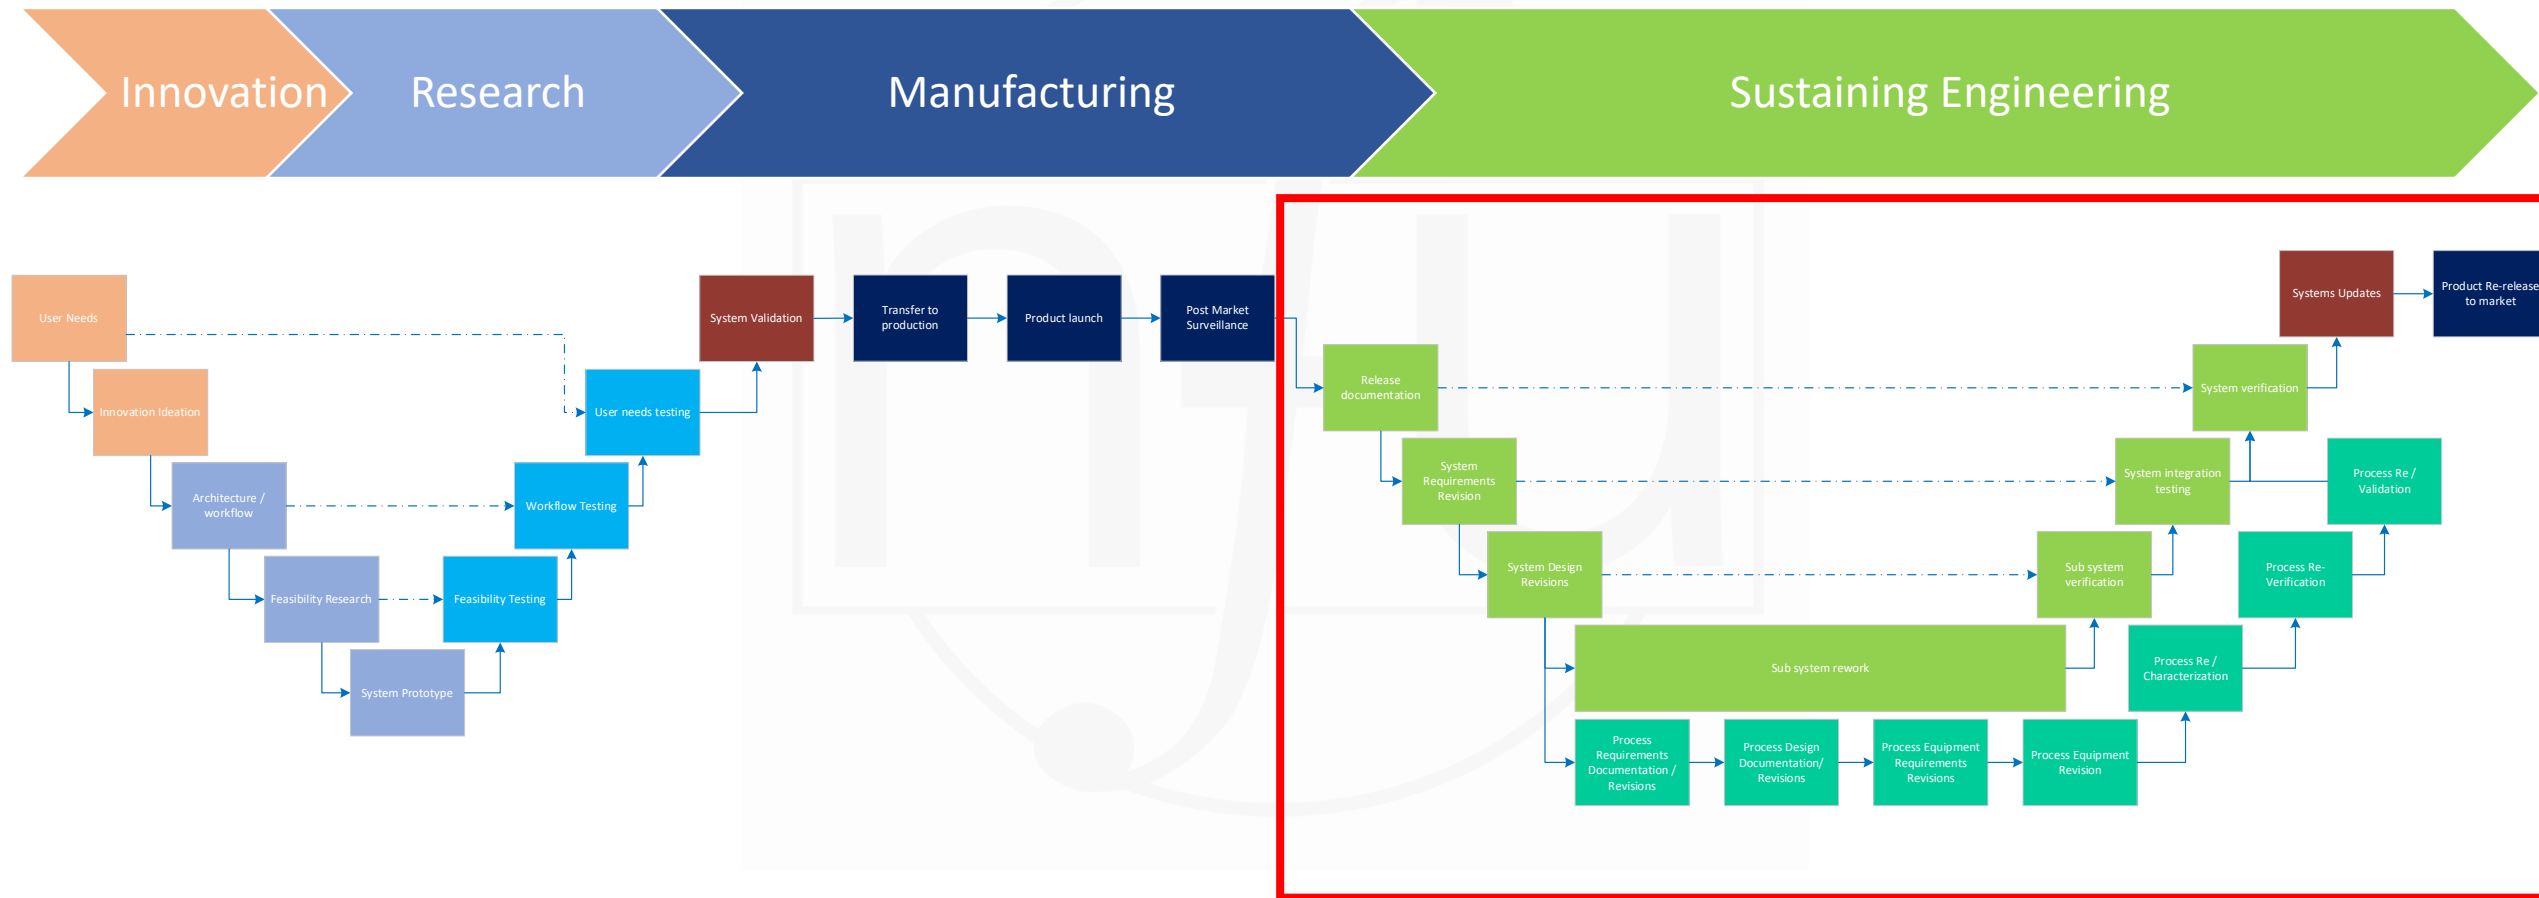 Innovation
Research
Manufacturing
Sustaining Engineering
User Needs
Innovation Ideation
Architecture /
workflow
Feasibility Research
System Prototype
Feasibility Testing
Workflow Testing
User needs testing
System Validation
Transfer to
production
Product launch
Post Market
Surveillance
Release
documentation
System
Requirements
Revision
System Design
Revisions
Sub system rework
Process
Requirements
Documentation /
Revisions
Process Design
Documentation/
Revisions
Process Equipment
Requirements
Revisions
Process Equipment
Revision
Process Re /
Characterization
Process Re-
Verification
Process Re /
Validation
Sub system
verification
System integration
testing
System verification
Systems Updates
Product Re-release
to market
nfu